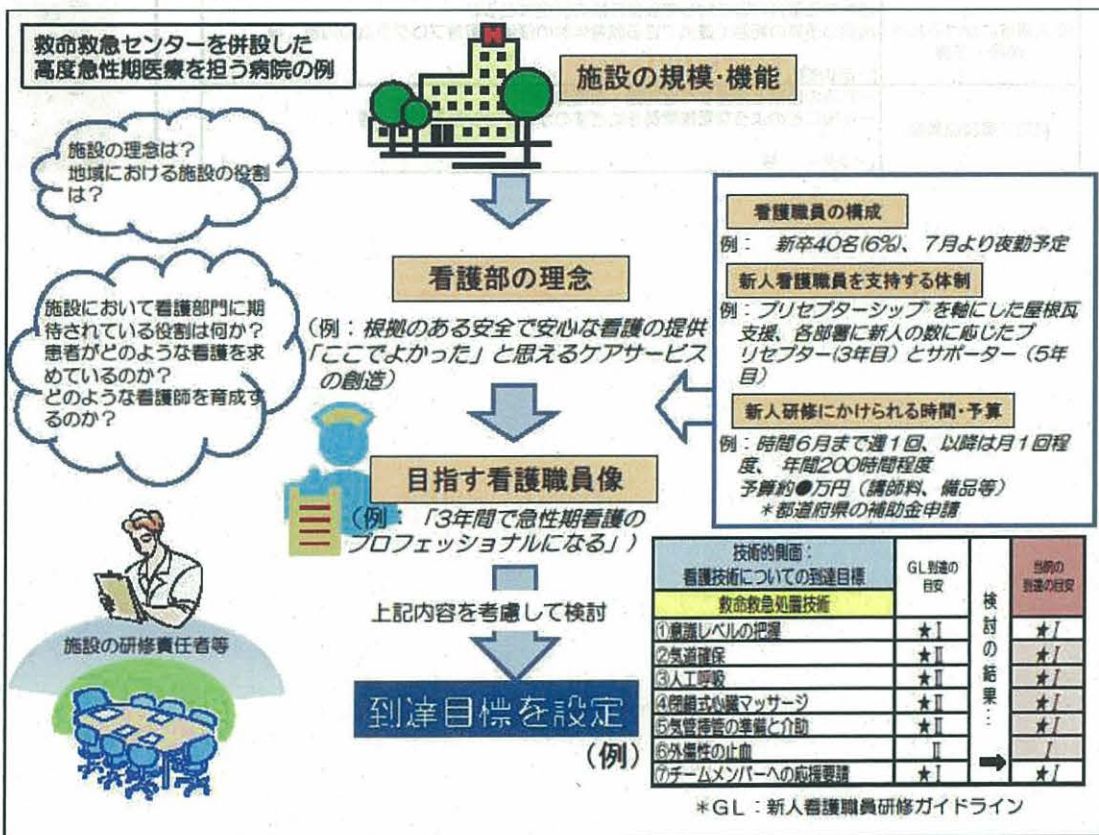 救命救急センターを併設した
高度急性期医療を担う病院の例
H
施設の規模・機能
施設の理念は？
地域における施設の役割
は？
看護部の理念
（例：根拠のある安全で安心な看護の提供
「ここでよかった」と思えるケアサービス
の創造）
施設において看護部門に期
待されている役割は何か？
患者がどのような看護を求
めているのか？
どのような看護師を育成す
るのか？
看護職員の構成
例：　新卒40名(6%)、7月より夜勤予定
新人看護職員を支持する体制
例：プリセプターシップを軸にした屋根瓦
支援、各部署に新人の数に応じたプ
リセプター(3年目)とサポーター（5年
目）
新人研修にかけられる時間・予算
例：時間6月まで週1回、以降は月1回程
度、年間200時間程度
予算約●万円（講師料、備品等）
＊都道府県の補助金申請
目指す看護職員像
（例：「3年間で急性期看護の
プロフェッショナルになる」）
上記内容を考慮して検討
施設の研修責任者等
到達目標を設定
（例）
技術的側面：
看護技術についての到達目標
GL到達の
目安
検討の結果…
当院の
到達の目安
救命救急処置技術
①意識レベルの把握 ★Ⅰ ★Ⅰ
②気道確保 ★Ⅱ ★Ⅰ
③人工呼吸 ★Ⅱ ★Ⅰ
④閉鎖式心臓マッサージ ★Ⅱ ★Ⅰ
⑤気管挿管の準備と介助 ★Ⅱ ★Ⅰ
⑥外傷性の止血 Ⅱ Ⅰ
⑦チームメンバーへの応援要請 ★Ⅰ ★Ⅰ
＊GL：新人看護職員研修ガイドライン